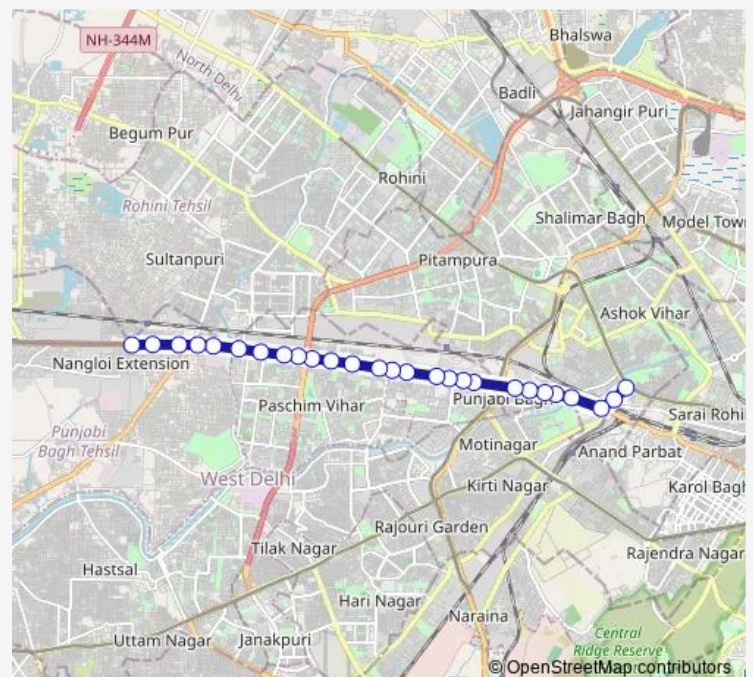 Bhalswa
NH-344M
North Delhi
Badli
Jahangir Puri
Begum Pur
Rohini
Rohini Tehsil
Shalimar Bagh
Model Tow
Sultanpuri
Pitampura
Ashok Vihar
Nangloi Extension
Paschim Vihar
Punjabi Bagh
Sarai Rohi
Punjabi
Bagh Tehsil
Motinagar
Anand Parbat
West Delhi
Kirti Nagar
Karol Bagh
Rajouri Garden
Tilak Nagar
Rajendra Nagar
Hastsal
Hari Nagar
Naraina
Uttam Nagar
Janakpuri
Central
Ridge Reserve
© OpenStreetMap contributors